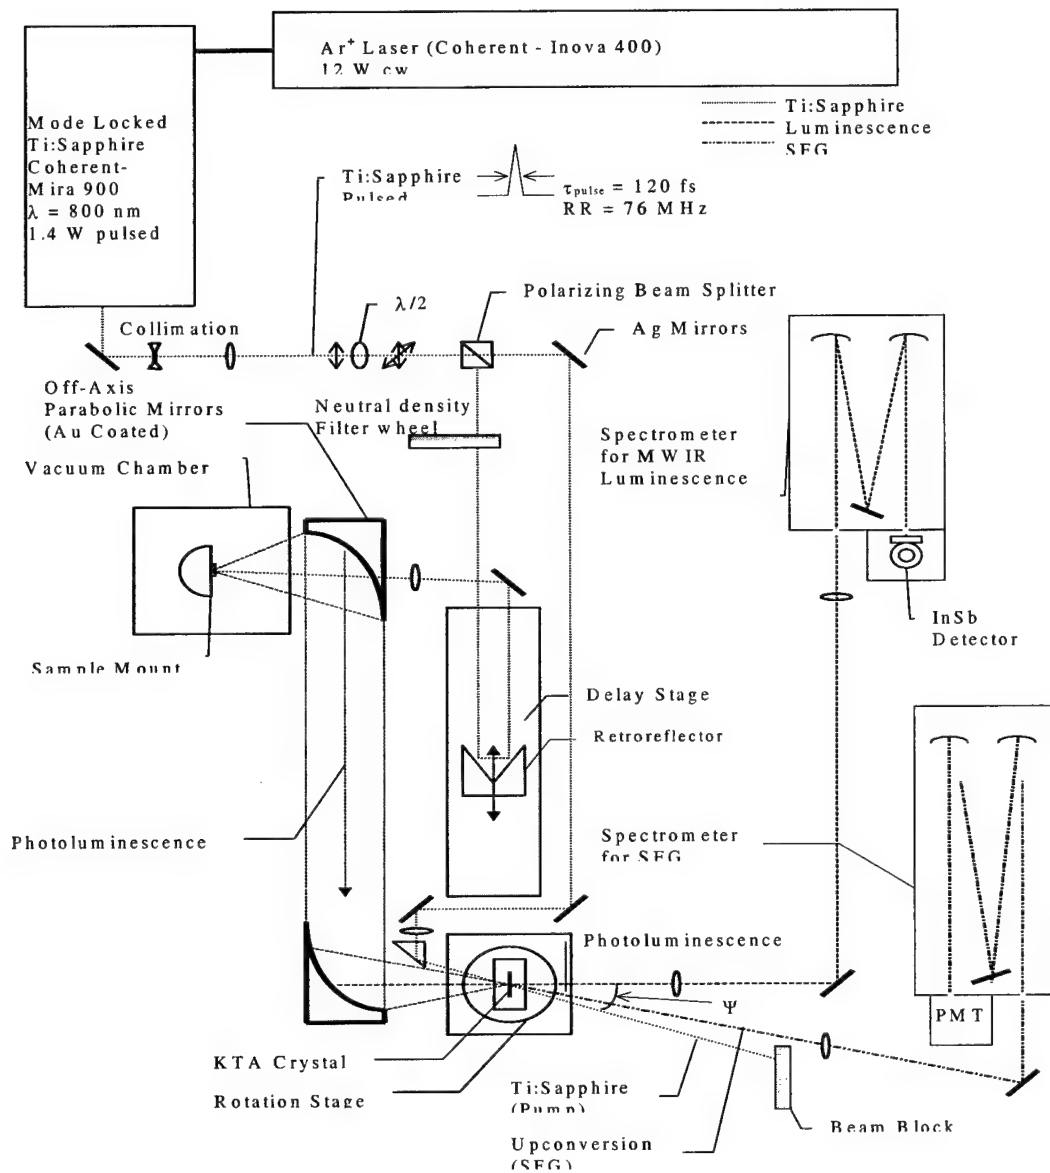 Ar+ Laser (Coherent - Inova 400)
12 W cw
Mode Locked
Ti:Sapphire
Coherent-
Mira 900
λ = 800 nm
1.4 W pulsed
Ti:Sapphire
Luminescence
SFG
Ti:Sapphire
Pulsed
τpulse = 120 fs
RR = 76 MHz
Polarizing Beam Splitter
λ/2
Collimation
Ag Mirrors
Off-Axis
Parabolic Mirrors
(Au Coated)
Neutral density
Filter wheel
Vacuum Chamber
Spectrometer
for MWIR
Luminescence
InSb
Detector
Sample Mount
Delay Stage
Retroreflector
Photoluminescence
Spectrometer
for SFG
Photoluminescence
Ψ
PMT
KTA Crystal
Rotation Stage
Ti:Sapphire
(Pump)
Beam Block
Upconversion
(SFG)